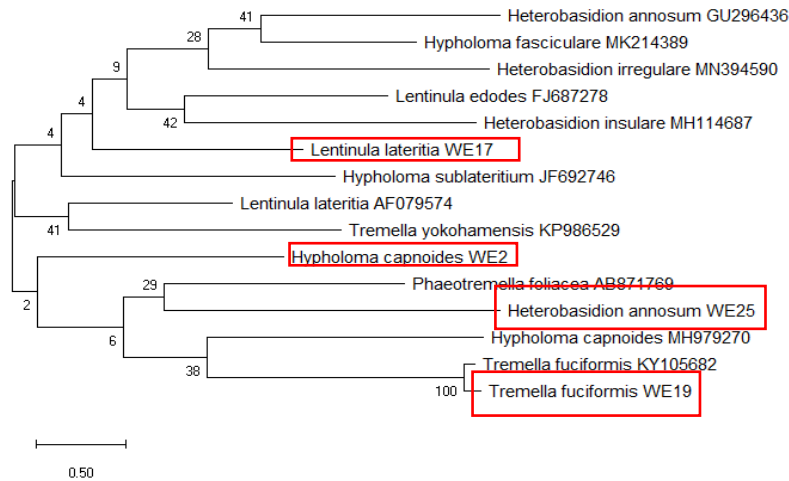 41
Heterobasidion annosum GU296436
28
Hypholoma fasciculare MK214389
9
Heterobasidion irregulare MN394590
4
Lentinula edodes FJ687278
42
Heterobasidion insulare MH114687
4
Lentinula lateritia WE17
Hypholoma sublateritium JF692746
Lentinula lateritia AF079574
41
Tremella yokohamensis KP986529
Hypholoma capnoides WE2
29
Phaeotremella foliacea AB871769
2
Heterobasidion annosum WE25
6
Hypholoma capnoides MH979270
38
Tremella fuciformis KY105682
100
Tremella fuciformis WE19
0.50